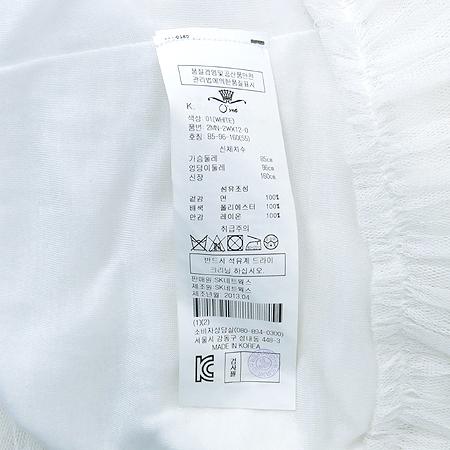 품질경영및공산품안전
관리법에의한품질표시
K.
색상: 01(WHITE)
품번: 2MN-2WX12-0
호칭: 85-96-160(55)
신체치수
가슴둘레 85㎝
엉덩이둘레 96㎝
신장 160㎝
섬유조성
겉감 면 100%
배색 폴리에스터 100%
안감 레이온 100%
취급주의
반드시 석유계 드라이
크리닝 하십시오.
판매원:SK네트웍스
제조원:SK네트웍스
제조년월 2013.04
(1)(2)
소비자상담실(080-894-0300)
서울시 강동구 성내동 448-3
MADE IN KOREA
검사필